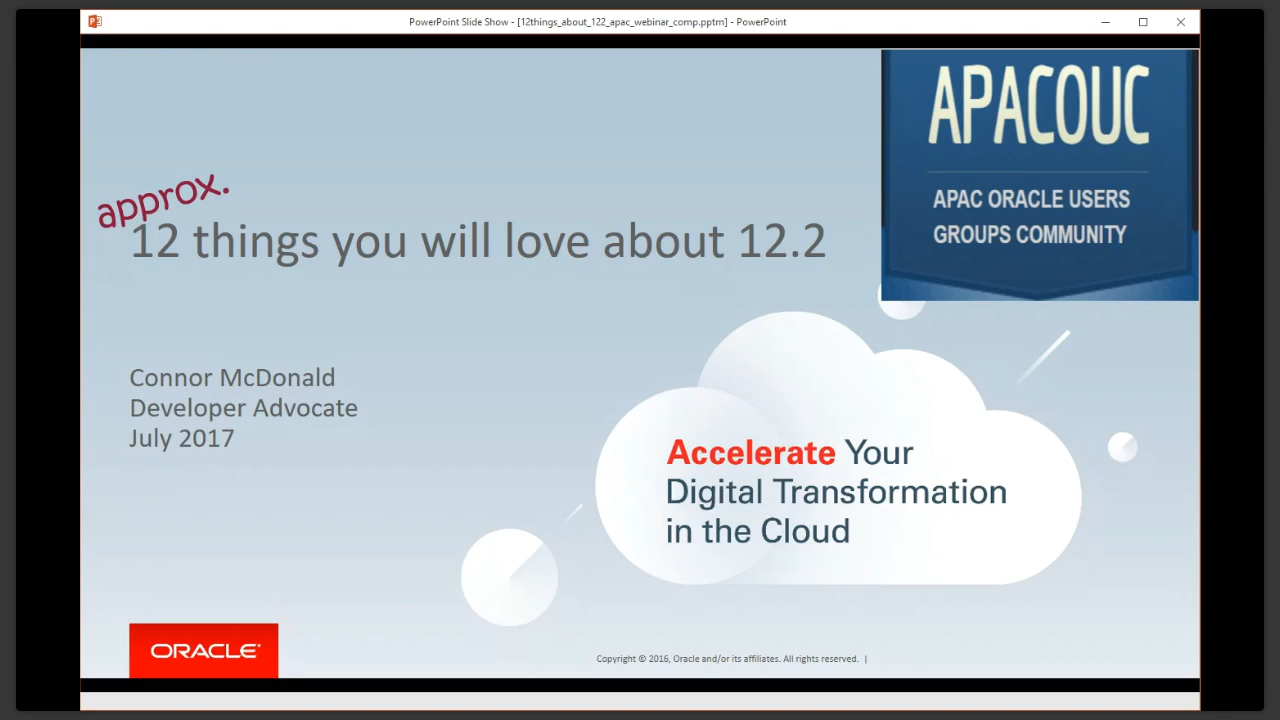 PowerPoint Slide Show - [12things_about_122_apac_webinar_comp.pptm] - PowerPoint
APACOUC
APAC ORACLE USERS
GROUPS COMMUNITY
approx.
12 things you will love about 12.2
Connor McDonald
Developer Advocate
July 2017
Accelerate Your
Digital Transformation
in the Cloud
ORACLE
Copyright © 2016, Oracle and/or its affiliates. All rights reserved. |